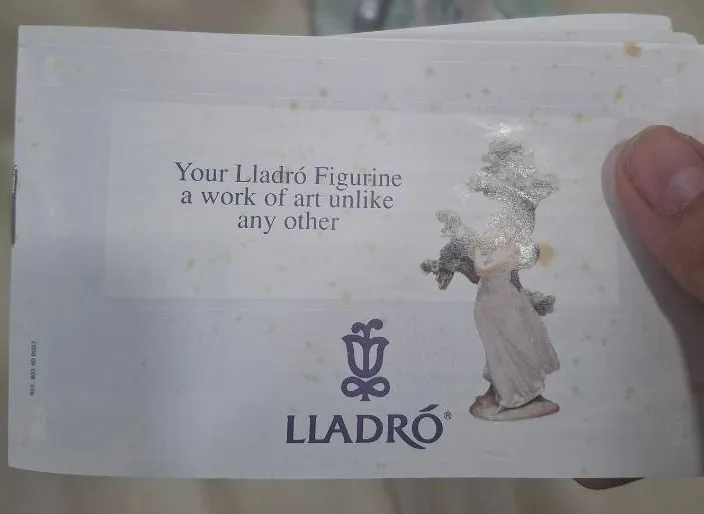 Your Lladró Figurine
a work of art unlike
any other
LLADRÓ®